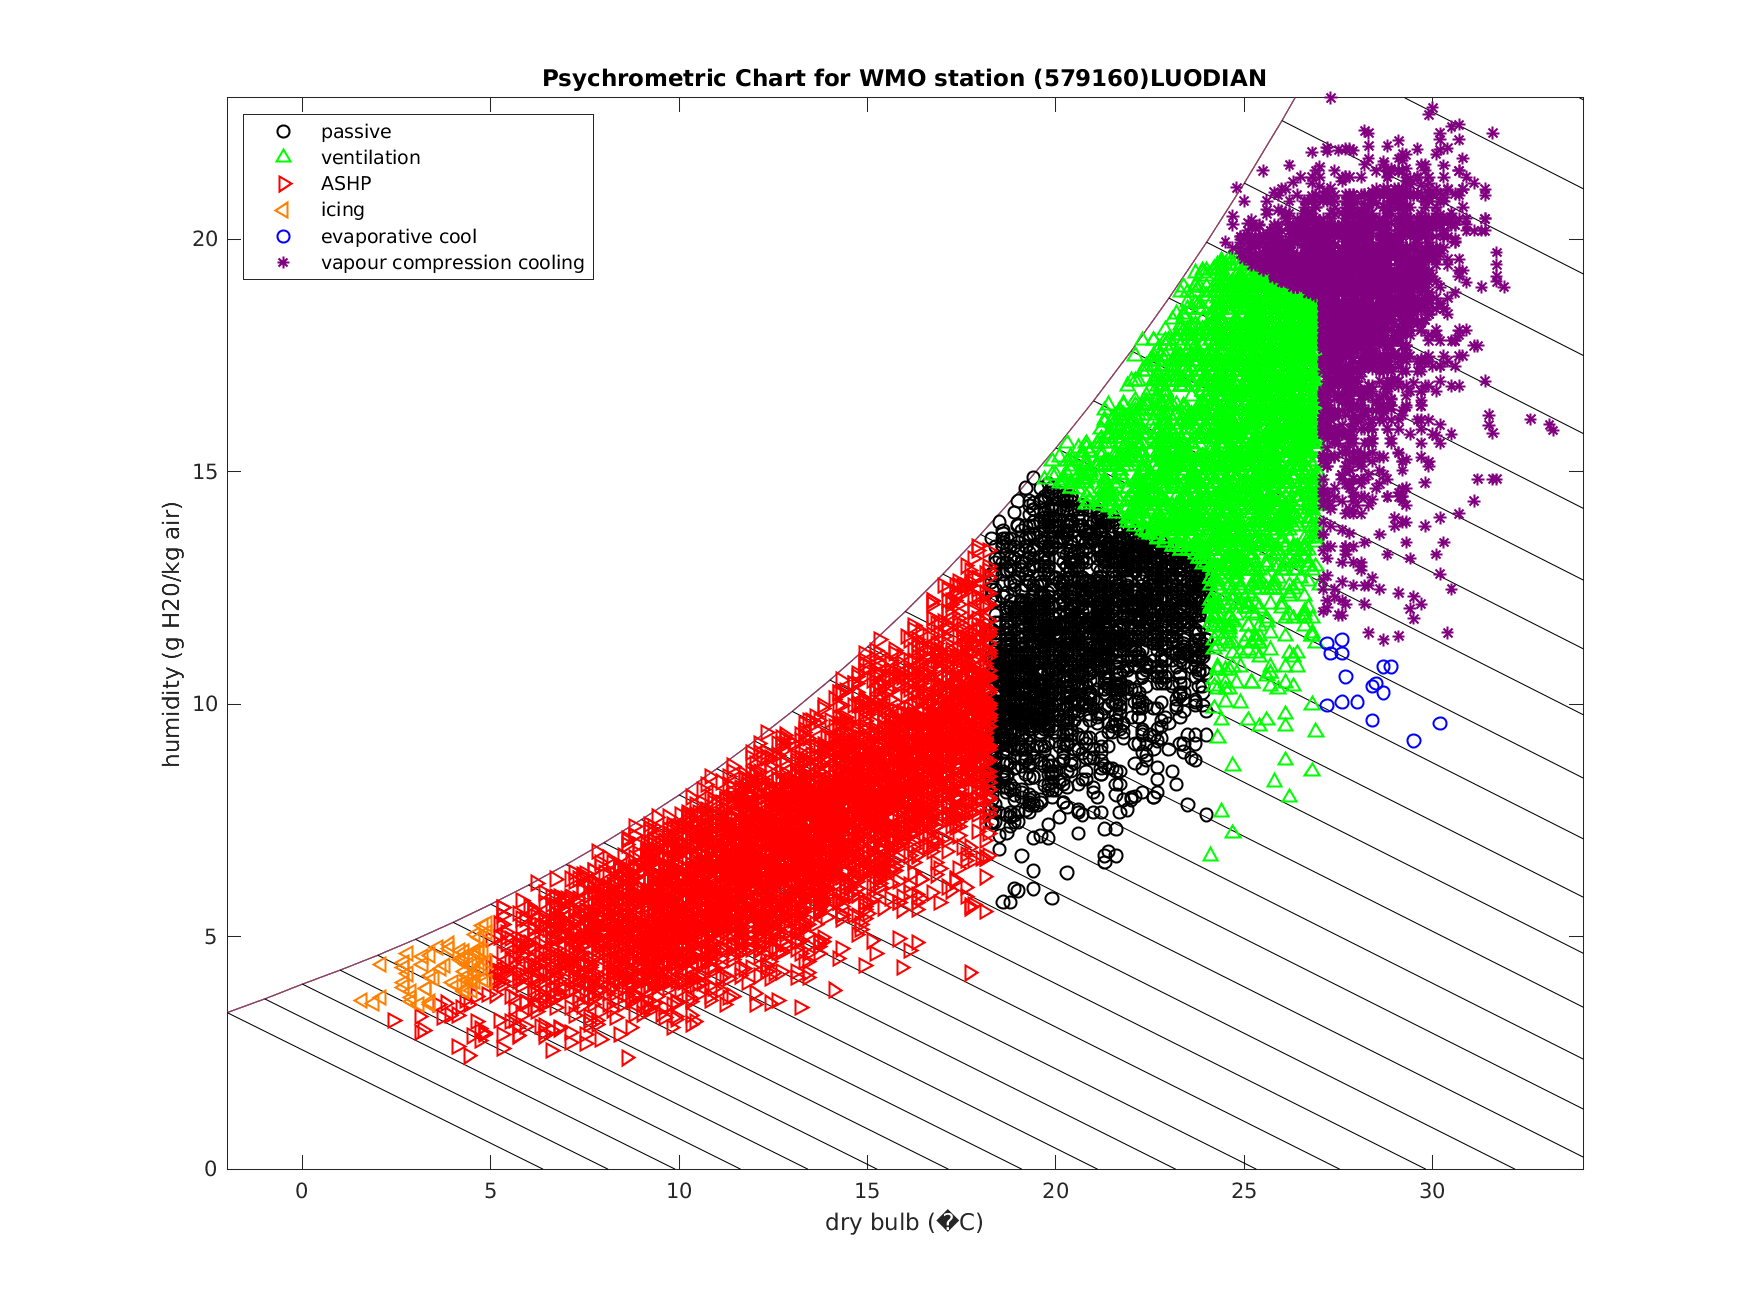 Psychrometric Chart for WMO station (579160)LUODIAN
passive
ventilation
ASHP
icing
evaporative cool
vapour compression cooling
humidity (g H20/kg air)
20
15
10
5
0
0 5 10 15 20 25 30
dry bulb (�C)